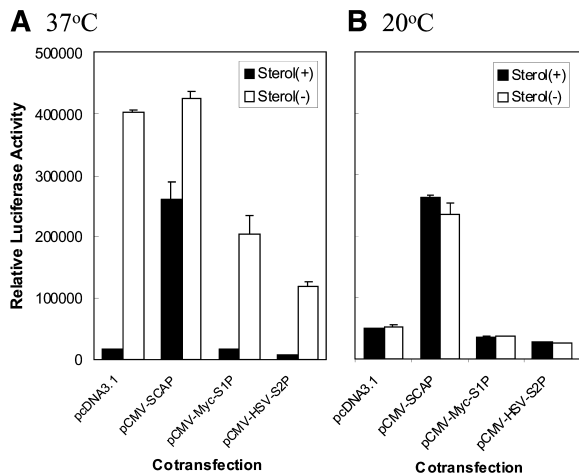 A 37°C
B 20°C
Relative Luciferase Activity
500000
400000
300000
200000
100000
0
Sterol(+)
Sterol(-)
Sterol(+)
Sterol(-)
pcDNA3.1
pCMV-SCAP
pCMV-Myc-S1P
pCMV-HSV-S2P
pcDNA3.1
pCMV-SCAP
pCMV-Myc-S1P
pCMV-HSV-S2P
Cotransfection
Cotransfection